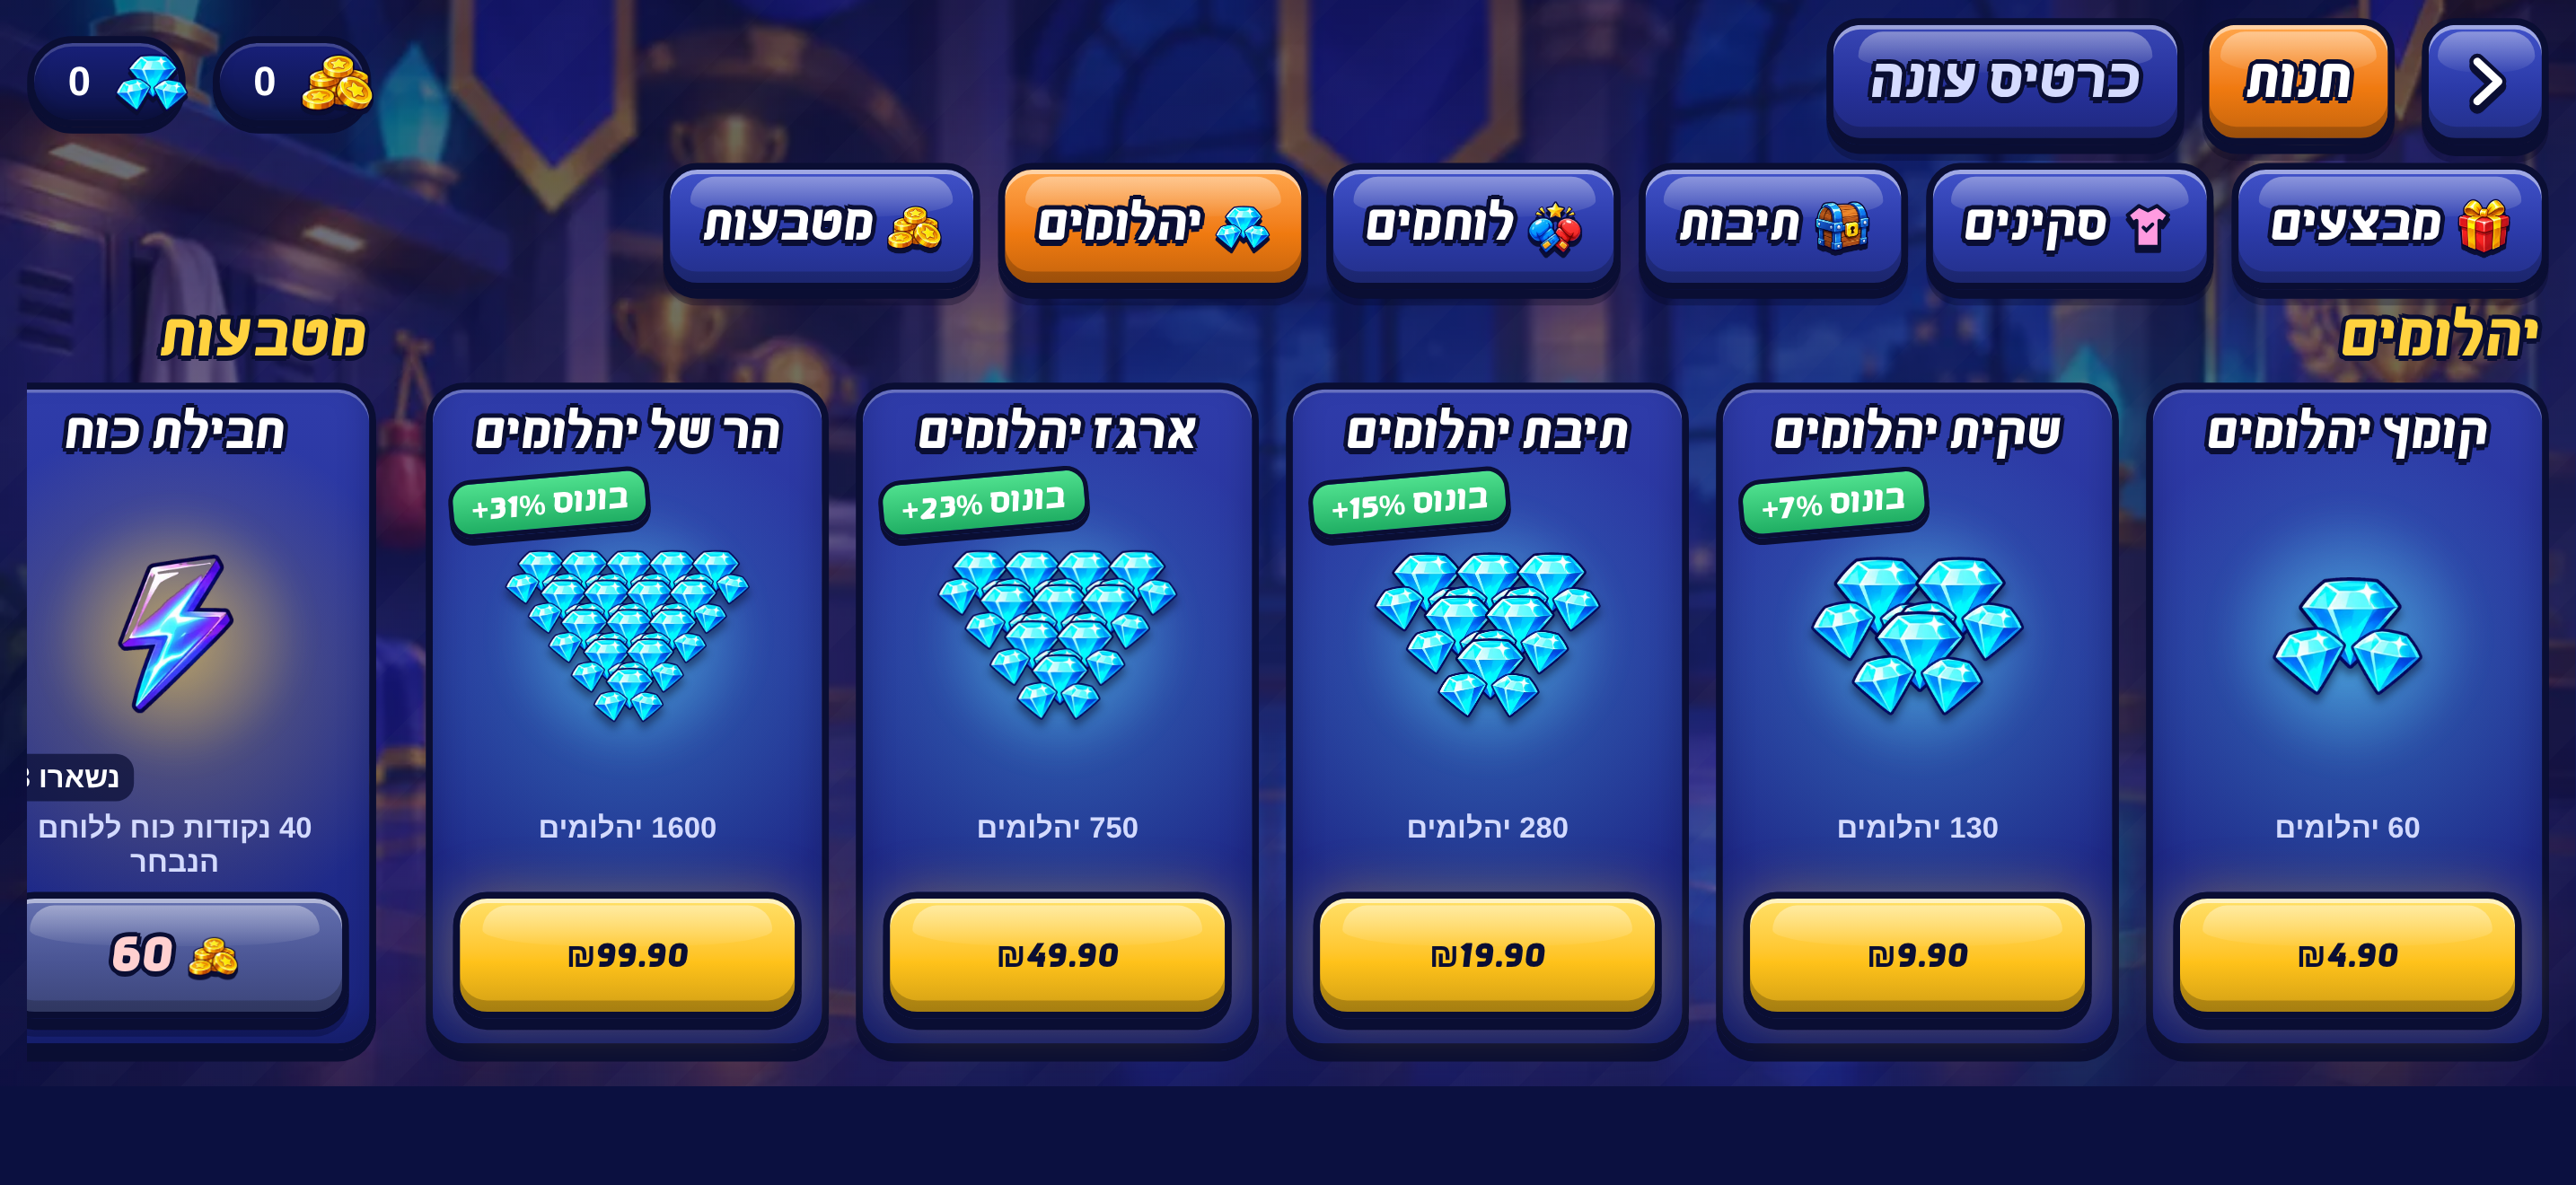 חנות
כרטיס עונה
0
0
מבצעים
סקינים
תיבות
לוחמים
יהלומים
מטבעות
יהלומים
מטבעות
קומץ יהלומים
60 יהלומים
₪4.90
שקית יהלומים
בונוס 7%+
130 יהלומים
₪9.90
תיבת יהלומים
בונוס 15%+
280 יהלומים
₪19.90
ארגז יהלומים
בונוס 23%+
750 יהלומים
₪49.90
הר של יהלומים
בונוס 31%+
1600 יהלומים
₪99.90
חבילת כוח
נשארו
40 נקודות כוח ללוחם
הנבחר
60